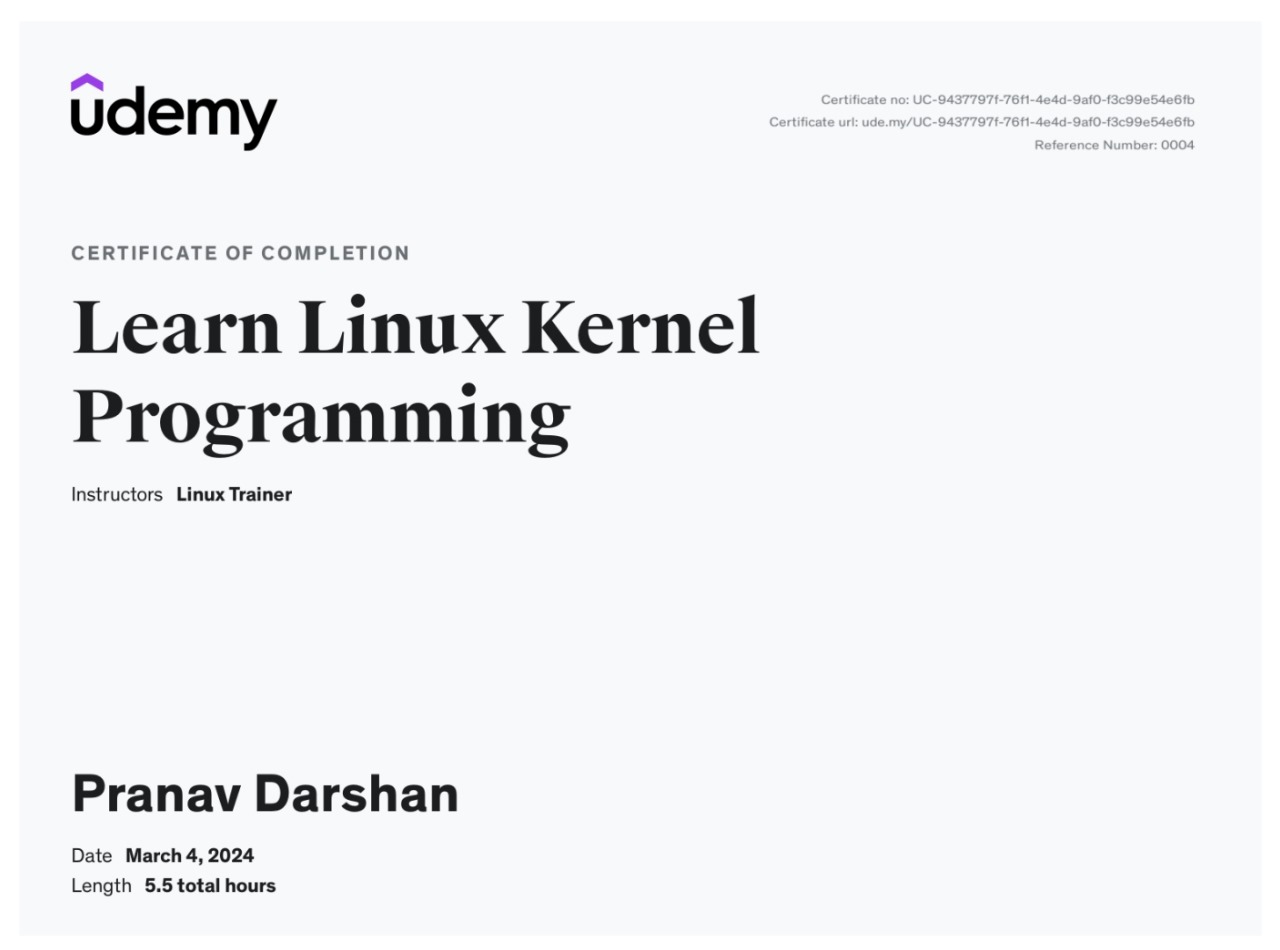 udemy
Certificate no: UC-9437797f-76f1-4e4d-9af0-f3c99e54e6fb
Certificate url: ude.my/UC-9437797f-76f1-4e4d-9af0-f3c99e54e6fb
Reference Number: 0004
CERTIFICATE OF COMPLETION
Learn Linux Kernel
Programming
Instructors Linux Trainer
Pranav Darshan
Date March 4, 2024
Length 5.5 total hours